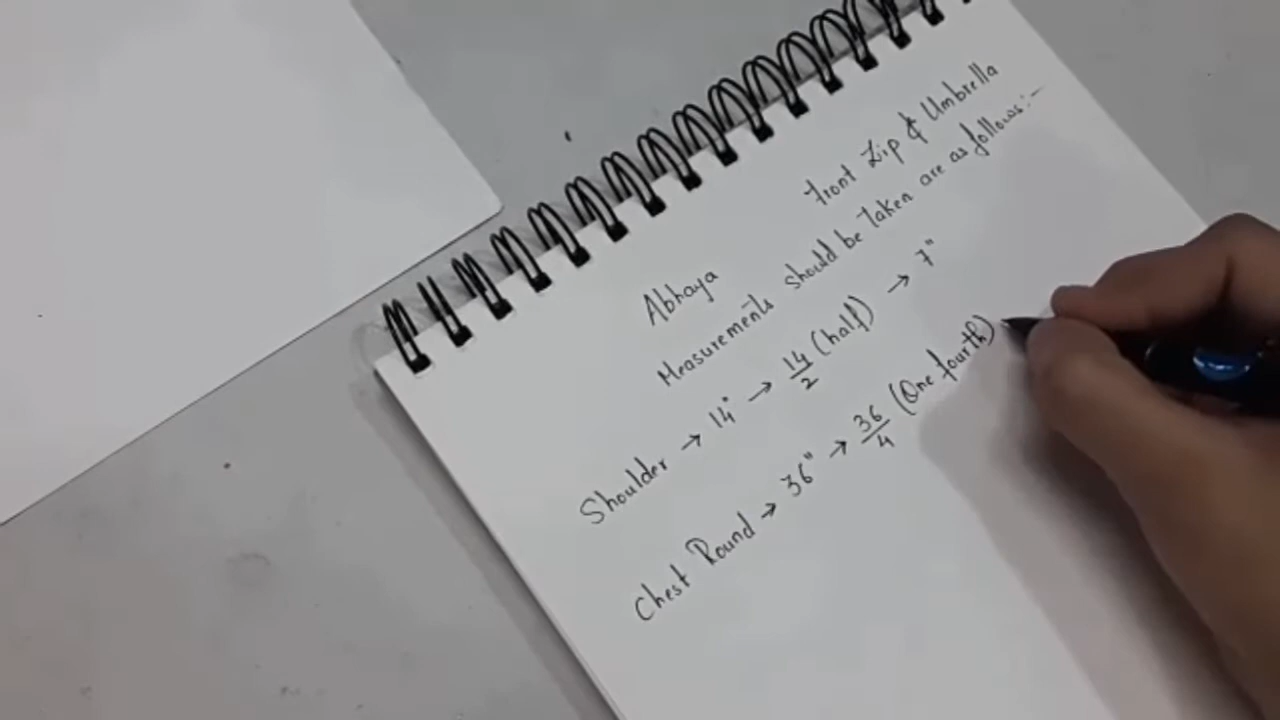 Abhaya Front Zip & Umbrella
Measurements should be taken are as follows:-
Shoulder → 14" → 14/2 (half) → 7"
Chest Round → 36" → 36/4 (One fourth)